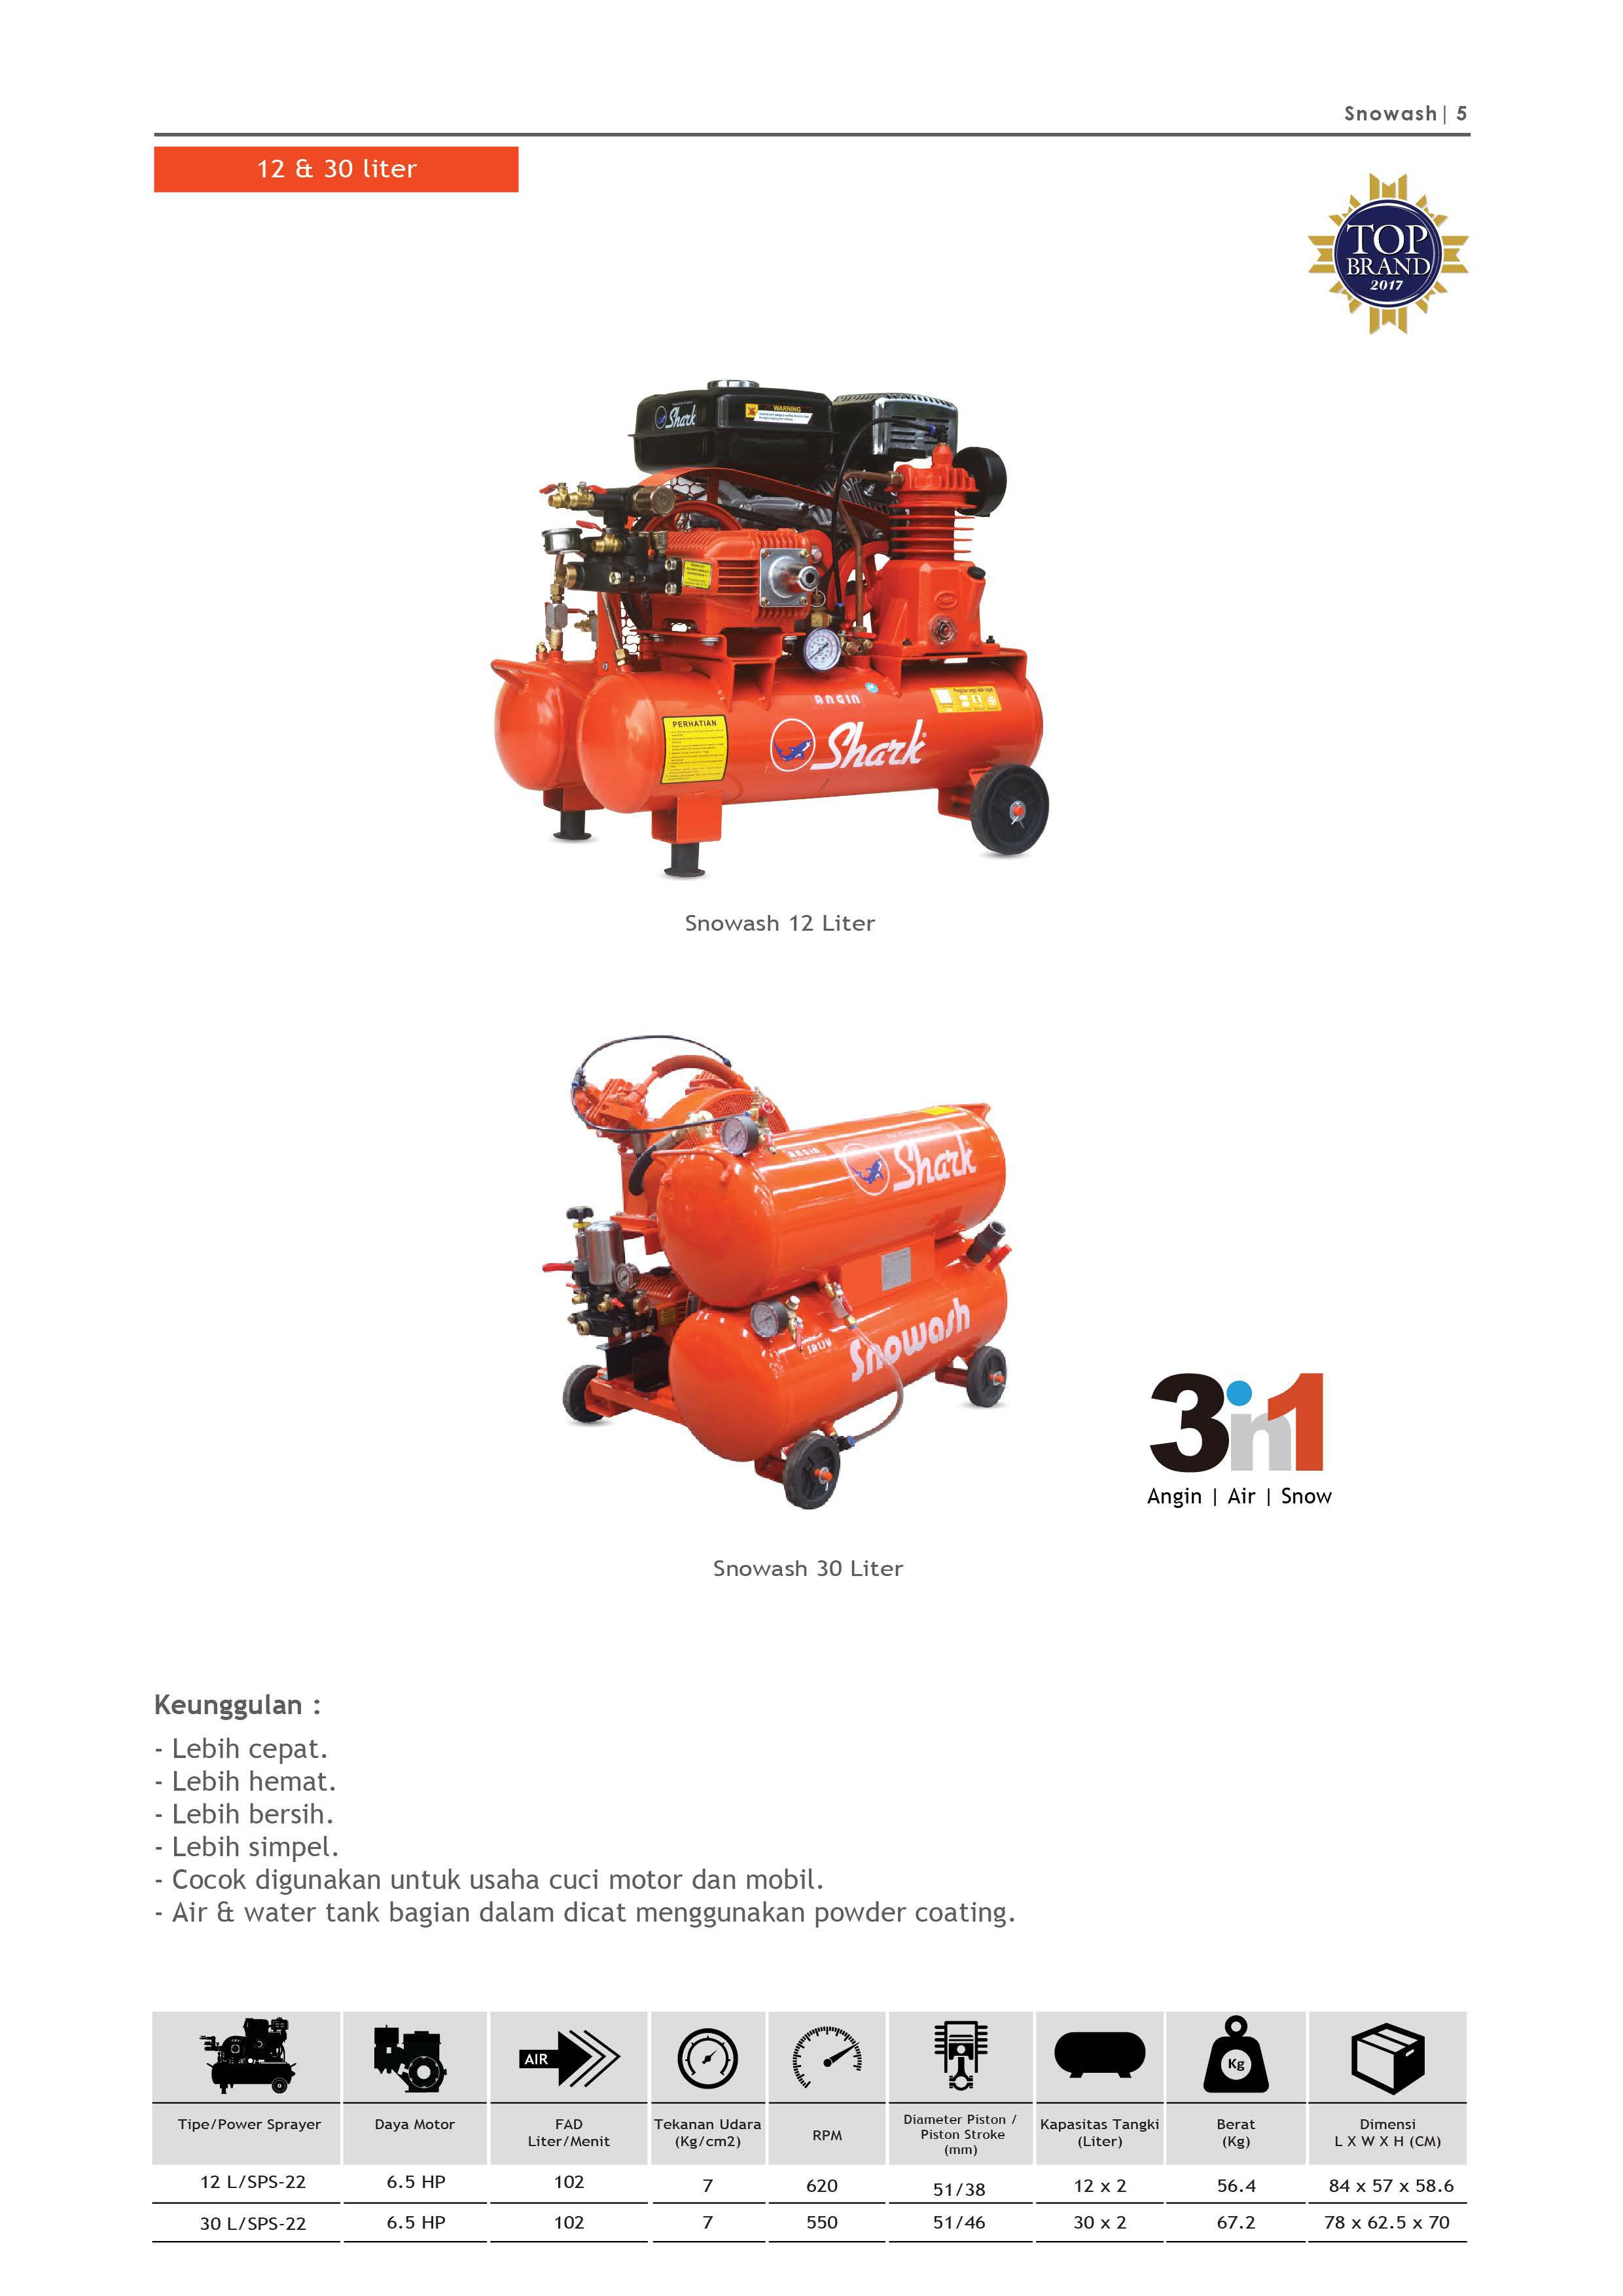 Snowash| 5
12 & 30 liter
TOP
BRAND
2017
Shark
WARNING
ANGIN
PERHATIAN
Shark
Snowash 12 Liter
ANGIN
Shark
Snowash
3in1
Angin | Air | Snow
Snowash 30 Liter
Keunggulan :
- Lebih cepat.
- Lebih hemat.
- Lebih bersih.
- Lebih simpel.
- Cocok digunakan untuk usaha cuci motor dan mobil.
- Air & water tank bagian dalam dicat menggunakan powder coating.
AIR
Kg
Tipe/Power Sprayer Daya Motor FAD Liter/Menit Tekanan Udara (Kg/cm2) RPM Diameter Piston / Piston Stroke (mm) Kapasitas Tangki (Liter) Berat (Kg) Dimensi L X W X H (CM)
12 L/SPS-22 6.5 HP 102 7 620 51/38 12 x 2 56.4 84 x 57 x 58.6
30 L/SPS-22 6.5 HP 102 7 550 51/46 30 x 2 67.2 78 x 62.5 x 70